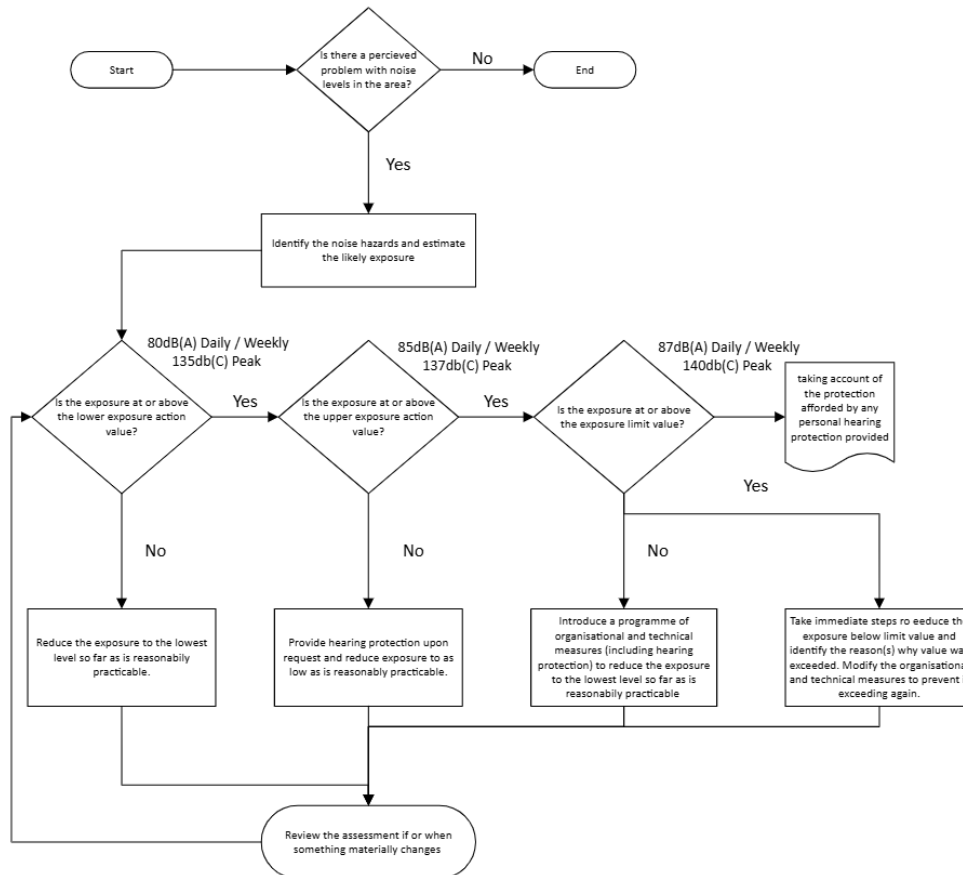 Start
Is there a percieved
problem with noise
levels in the area?
No
End
Yes
Identify the noise hazards and estimate
the likely exposure
80dB(A) Daily / Weekly
135db(C) Peak
Is the exposure at or above
the lower exposure action
value?
Yes
85dB(A) Daily / Weekly
137db(C) Peak
Is the exposure at or above
the upper exposure action
value?
Yes
87dB(A) Daily / Weekly
140db(C) Peak
Is the exposure at or above
the exposure limit value?
taking account of
the protection
afforded by any
personal hearing
protection provided
Yes
No
No
No
Reduce the exposure to the lowest
level so far as is reasonabily
practicable.
Provide hearing protection upon
request and reduce exposure to as
low as is reasonably practicable.
Introduce a programme of
organisational and technical
measures (including hearing
protection) to reduce the exposure
to the lowest level so far as is
reasonabily practicable
Take immediate steps ro eeduce the
exposure below limit value and
identify the reason(s) why value wa
exceeded. Modify the organisationa
and technical measures to prevent i
exceeding again.
Review the assessment if or when
something materially changes